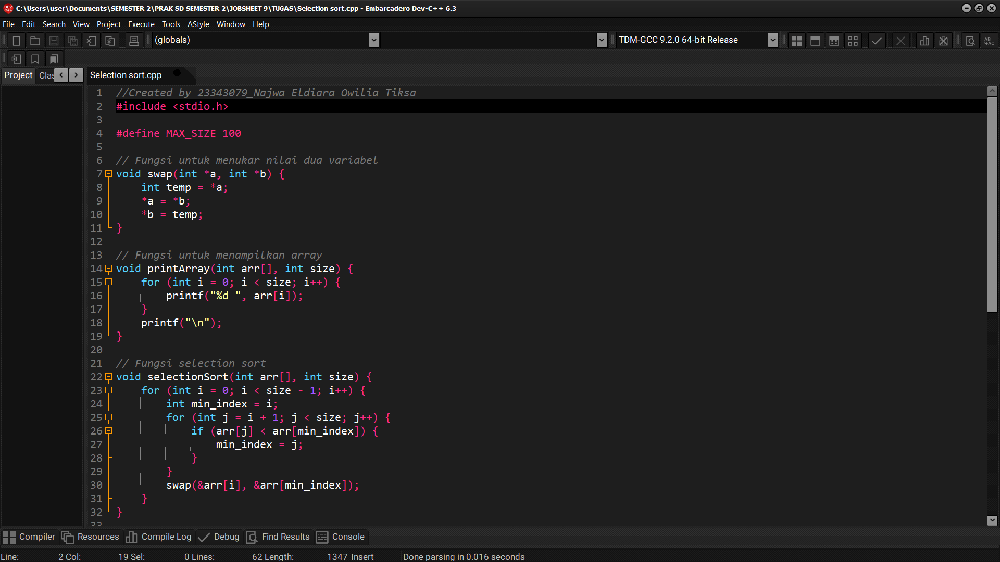 C:\Users\user\Documents\SEMESTER 2\PRAK SD SEMESTER 2\JOBSHEET 9\TUGAS\Selection sort.cpp - Embarcadero Dev-C++ 6.3
File Edit Search View Project Execute Tools AStyle Window Help
(globals) TDM-GCC 9.2.0 64-bit Release
Project Clas Selection sort.cpp
1 //Created by 23343079_Najwa Eldiara Owilia Tiksa
2 #include <stdio.h>
3
4 #define MAX_SIZE 100
5
6 // Fungsi untuk menukar nilai dua variabel
7 void swap(int *a, int *b) {
8     int temp = *a;
9     *a = *b;
10     *b = temp;
11 }
12
13 // Fungsi untuk menampilkan array
14 void printArray(int arr[], int size) {
15     for (int i = 0; i < size; i++) {
16         printf("%d ", arr[i]);
17     }
18     printf("\n");
19 }
20
21 // Fungsi selection sort
22 void selectionSort(int arr[], int size) {
23     for (int i = 0; i < size - 1; i++) {
24         int min_index = i;
25         for (int j = i + 1; j < size; j++) {
26             if (arr[j] < arr[min_index]) {
27                 min_index = j;
28             }
29         }
30         swap(&arr[i], &arr[min_index]);
31     }
32 }
33
Compiler Resources Compile Log Debug Find Results Console
Line: 2 Col: 19 Sel: 0 Lines: 62 Length: 1347 Insert Done parsing in 0.016 seconds